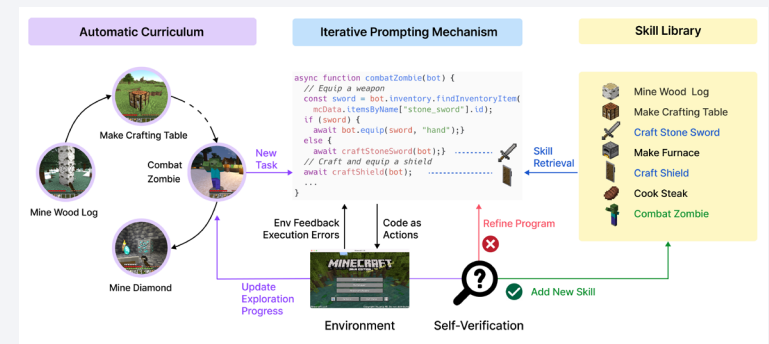 Automatic Curriculum
Iterative Prompting Mechanism
Skill Library
Make Crafting Table
Combat
Zombie
Mine Wood Log
Mine Diamond
New
Task
async function combatZombie(bot) {
// Equip a weapon
const sword = bot.inventory.findInventoryItem(
mcData.itemsByName["stone_sword"].id);
if (sword) {
await bot.equip(sword, "hand");}
else {
await craftStoneSword(bot);}
// Craft and equip a shield
await craftShield(bot);
...
}
Skill
Retrieval
Mine Wood Log
Make Crafting Table
Craft Stone Sword
Make Furnace
Craft Shield
Cook Steak
Combat Zombie
Env Feedback
Execution Errors
Code as
Actions
Refine Program
MINECRAFT
Update
Exploration
Progress
?
Add New Skill
Environment
Self-Verification